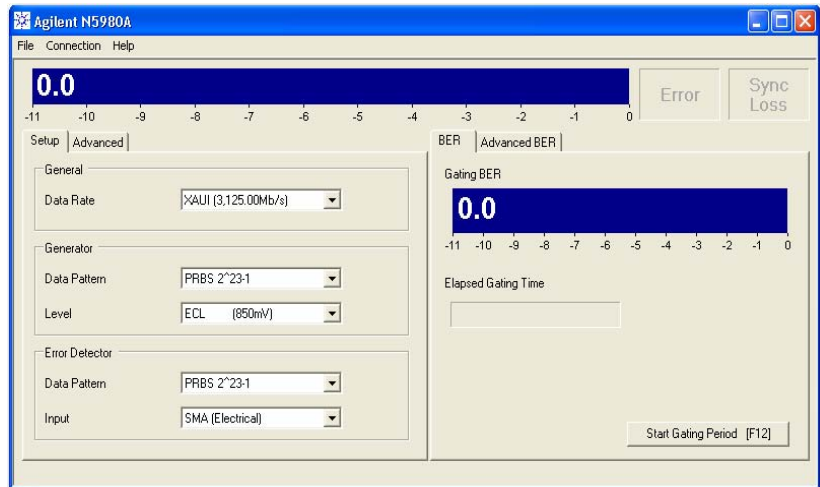 Agilent N5980A
File Connection Help
0.0
-11 -10 -9 -8 -7 -6 -5 -4 -3 -2 -1 0
Error
Sync
Loss
Setup Advanced
General
Data Rate XAUI (3,125.00Mb/s)
Generator
Data Pattern PRBS 2^23-1
Level ECL (850mV)
Error Detector
Data Pattern PRBS 2^23-1
Input SMA (Electrical)
BER Advanced BER
Gating BER
0.0
-11 -10 -9 -8 -7 -6 -5 -4 -3 -2 -1 0
Elapsed Gating Time
Start Gating Period [F12]